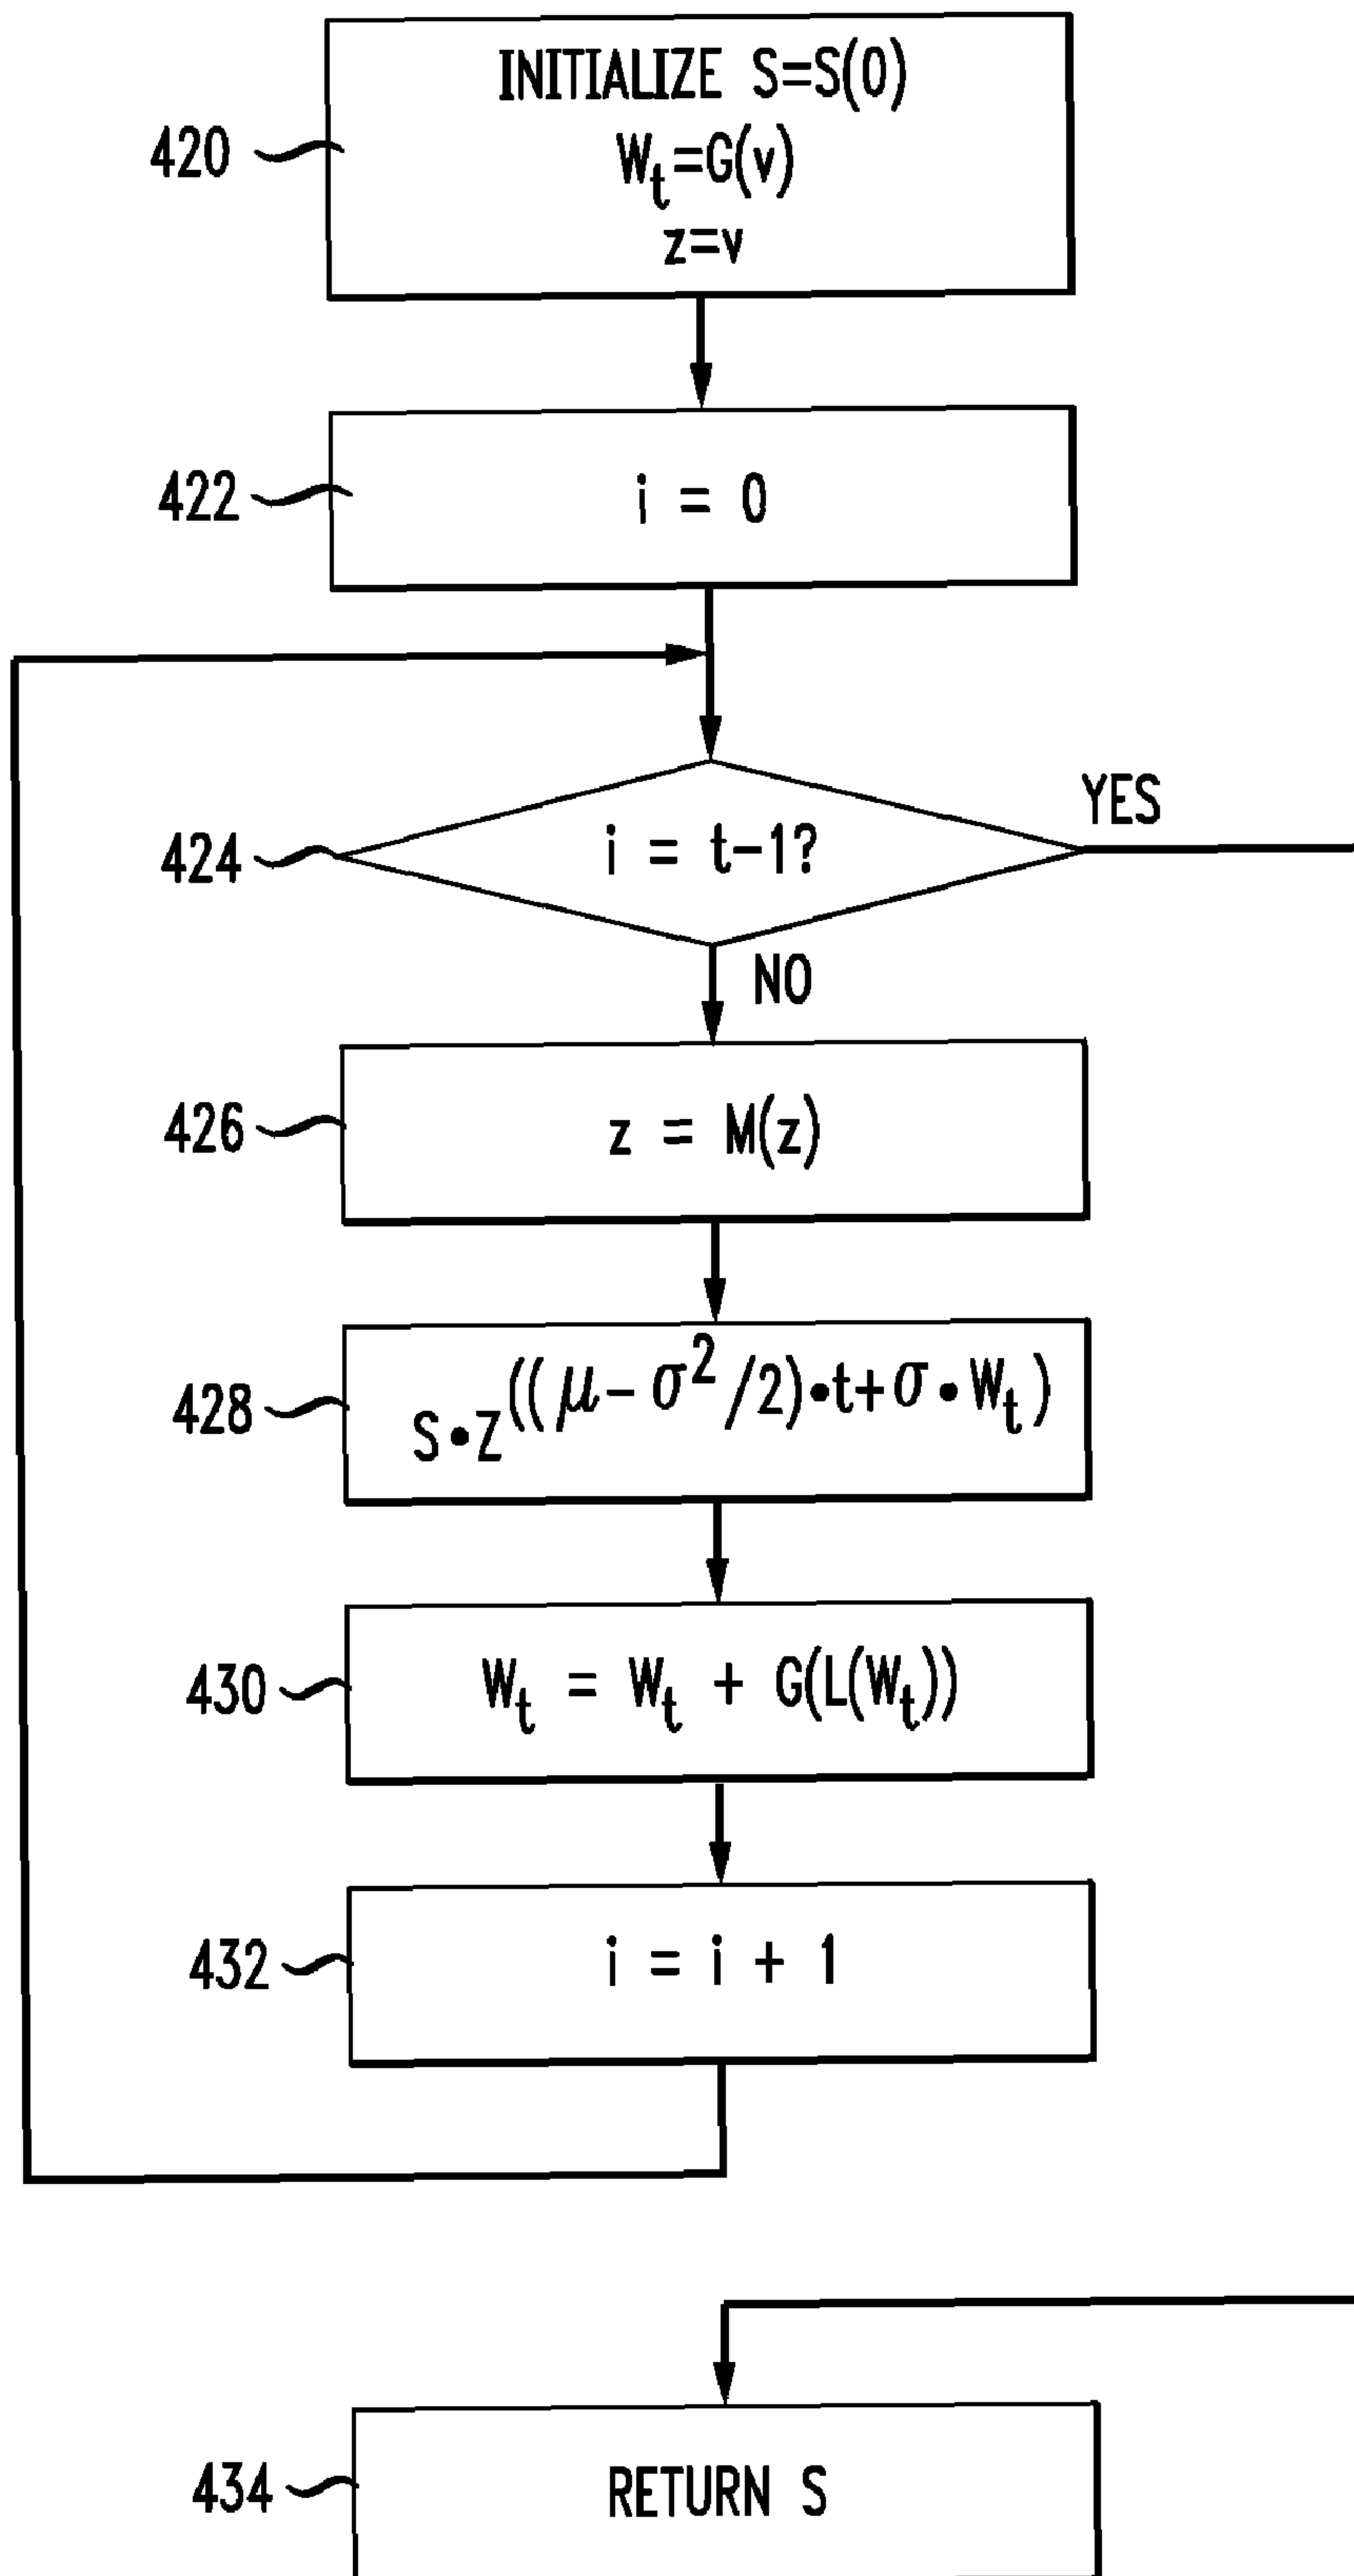 INITIALIZE S=S(0)
W_t=G(v)
z=v
420
i = 0
422
i = t-1?
424
YES
NO
z = M(z)
426
S•Z^((μ-σ^2/2)•t+σ•W_t)
428
W_t = W_t + G(L(W_t))
430
i = i + 1
432
RETURN S
434